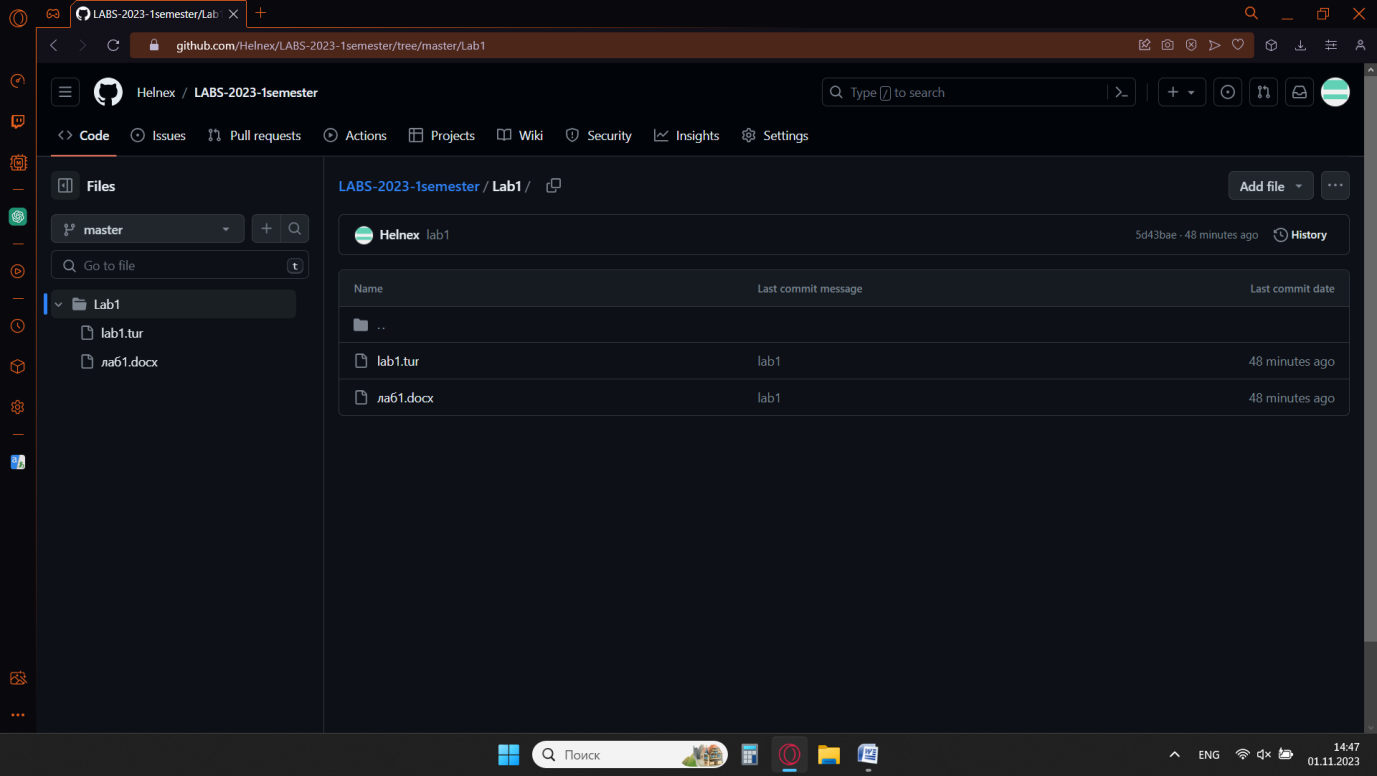 LABS-2023-1semester/Lab1
github.com/Helnex/LABS-2023-1semester/tree/master/Lab1
Helnex / LABS-2023-1semester
Type / to search
Code Issues Pull requests Actions Projects Wiki Security Insights Settings
Files
LABS-2023-1semester / Lab1 /
Add file
master
Helnex lab1
5d43bae · 48 minutes ago
History
Go to file
t
Name Last commit message Last commit date
Lab1
..
lab1.tur
лаб1.docx
lab1.tur lab1 48 minutes ago
лаб1.docx lab1 48 minutes ago
Поиск
ENG
14:47
01.11.2023